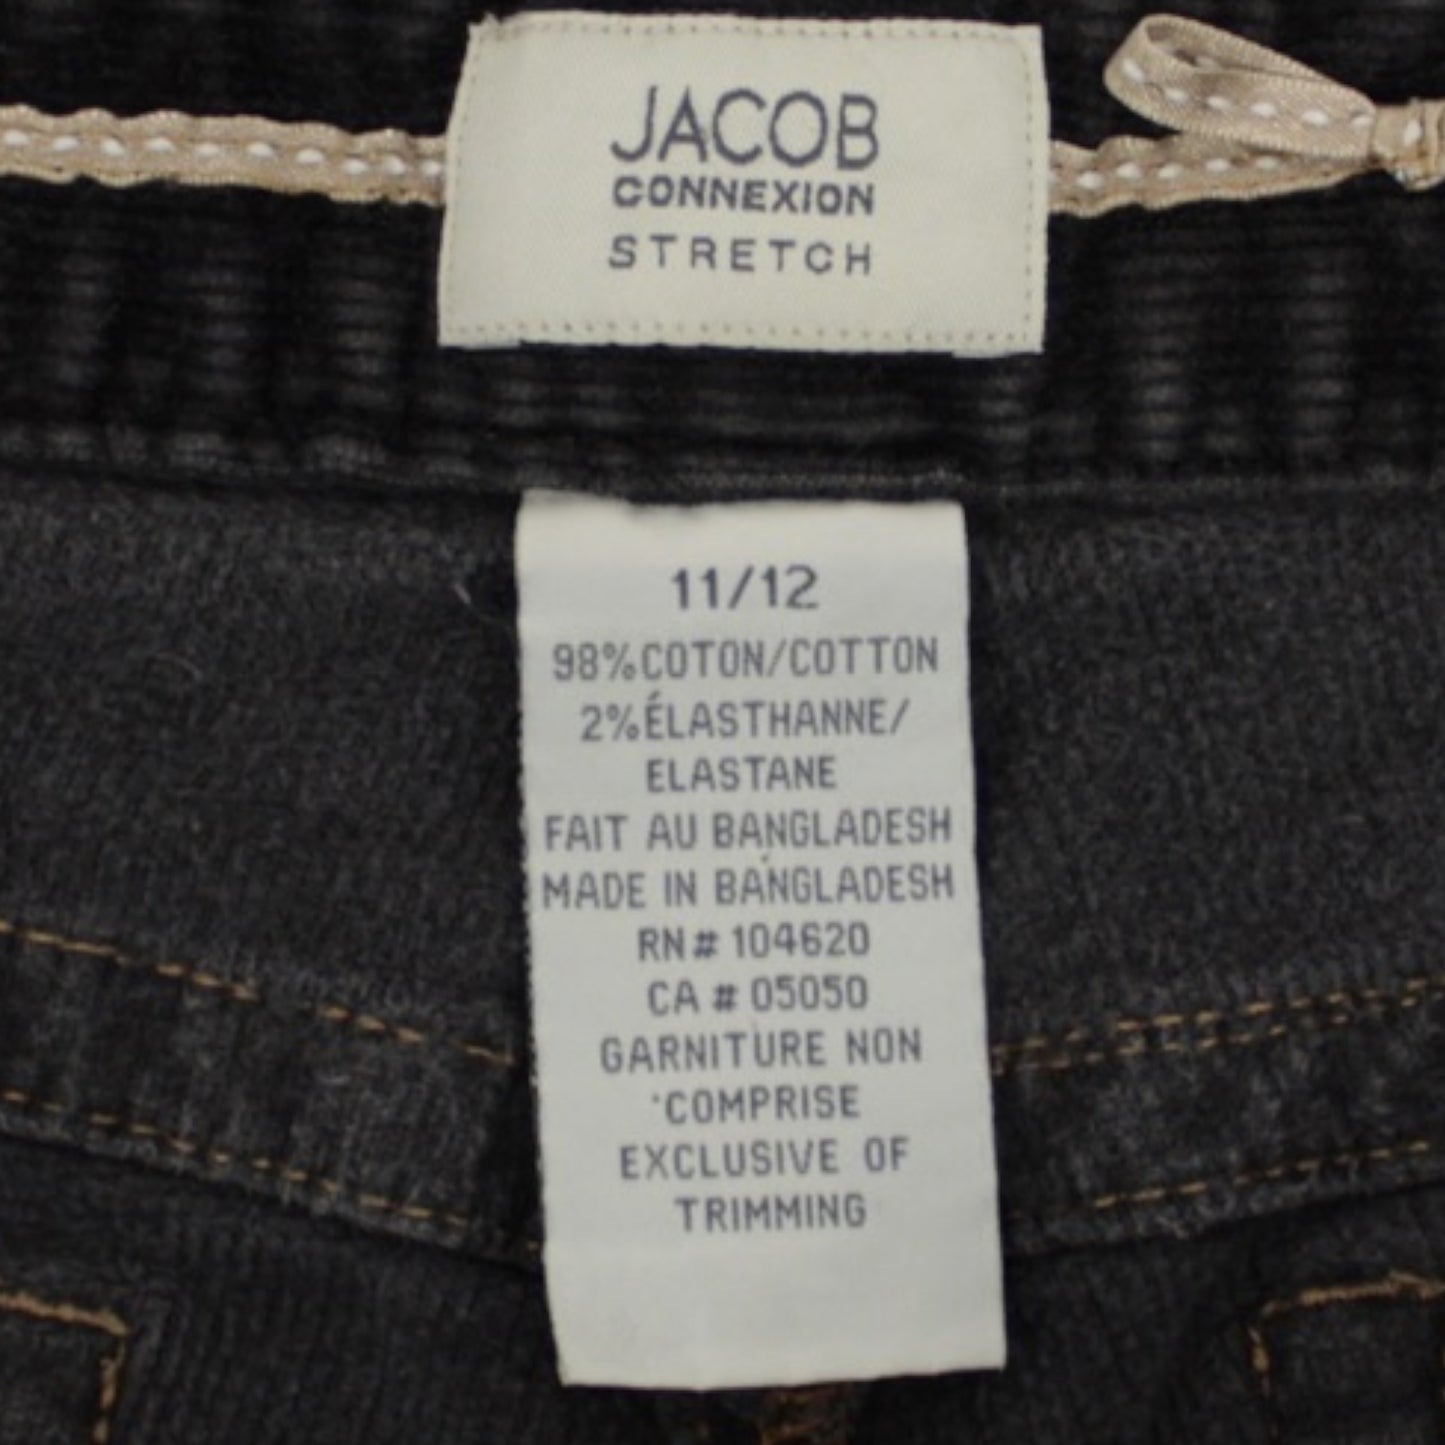 JACOB
CONNEXION
STRETCH
11/12
98%COTON/COTTON
2%ÉLASTHANNE/
ELASTANE
FAIT AU BANGLADESH
MADE IN BANGLADESH
RN# 104620
CA # 05050
GARNITURE NON
COMPRISE
EXCLUSIVE OF
TRIMMING